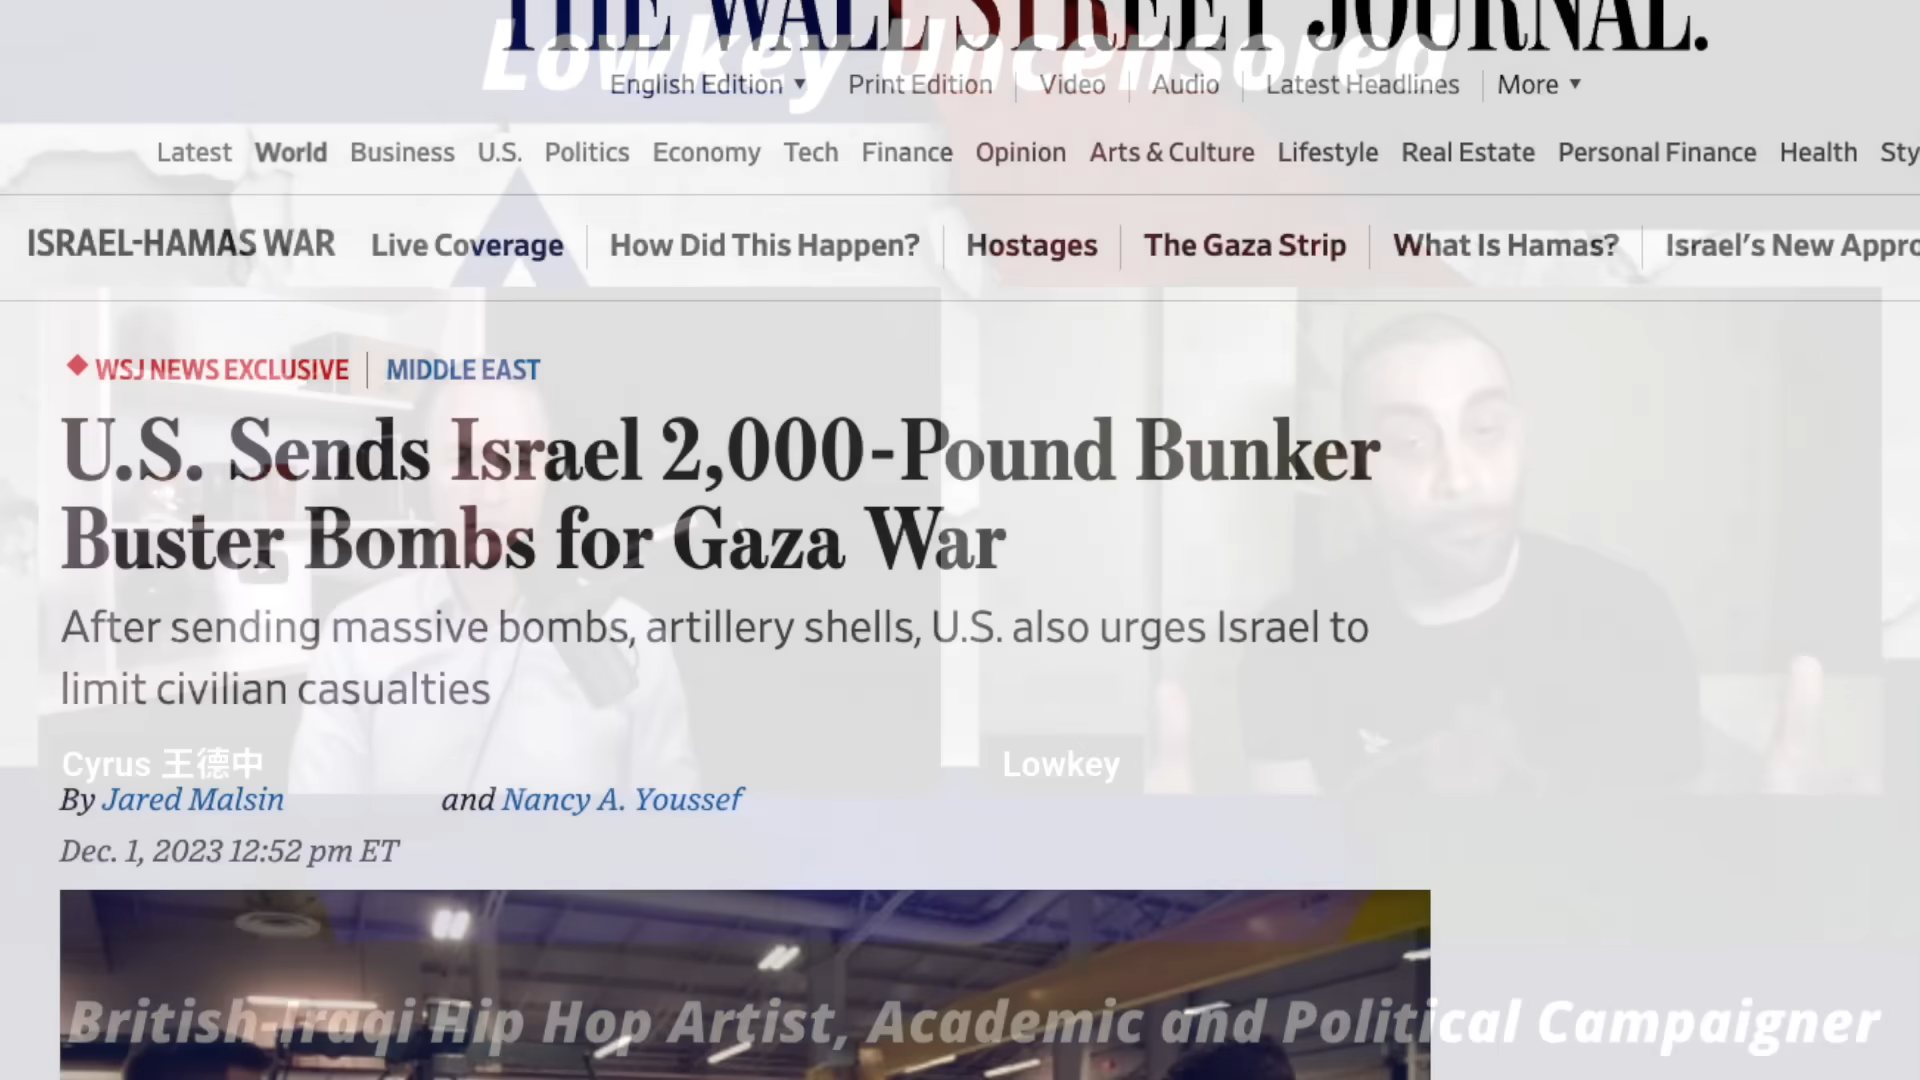 THE WALL STREET JOURNAL.
Lowkey Uncensored
English Edition ▾ Print Edition Video Audio Latest Headlines More ▾
Latest World Business U.S. Politics Economy Tech Finance Opinion Arts & Culture Lifestyle Real Estate Personal Finance Health Sty
ISRAEL-HAMAS WAR Live Coverage How Did This Happen? Hostages The Gaza Strip What Is Hamas? Israel's New Appro
WSJ NEWS EXCLUSIVE MIDDLE EAST
U.S. Sends Israel 2,000-Pound Bunker
Buster Bombs for Gaza War
After sending massive bombs, artillery shells, U.S. also urges Israel to
limit civilian casualties
Cyrus 王德中
Lowkey
By Jared Malsin and Nancy A. Youssef
Dec. 1, 2023 12:52 pm ET
British-Iraqi Hip Hop Artist, Academic and Political Campaigner